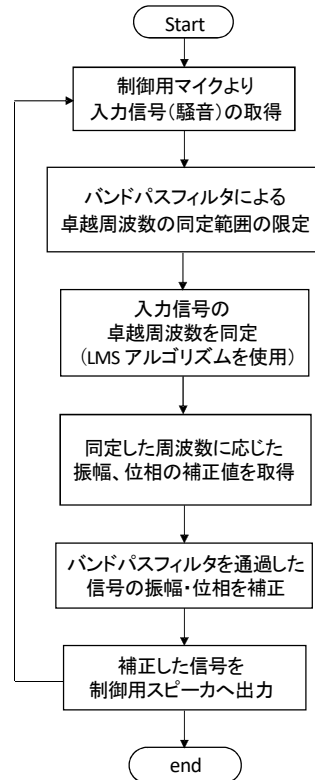 Start
制御用マイクより
入力信号（騒音）の取得
バンドパスフィルタによる
卓越周波数の同定範囲の限定
入力信号の
卓越周波数を同定
（LMS アルゴリズムを使用）
同定した周波数に応じた
振幅、位相の補正値を取得
バンドパスフィルタを通過した
信号の振幅・位相を補正
補正した信号を
制御用スピーカへ出力
end